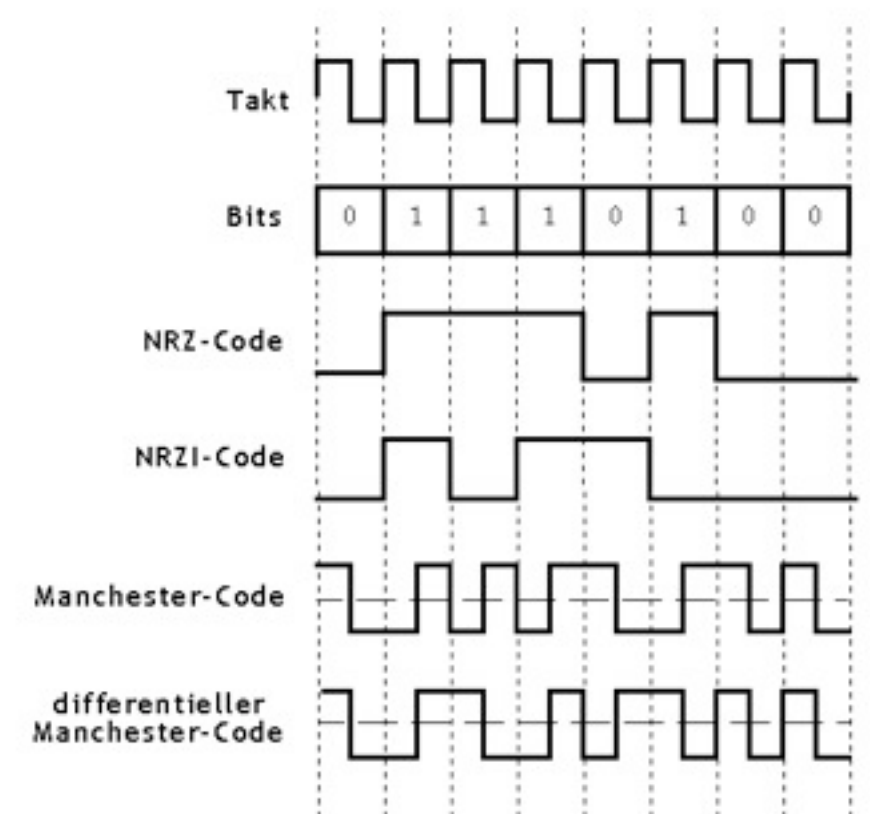 Takt
Bits 0 1 1 1 0 1 0 0
NRZ-Code
NRZI-Code
Manchester-Code
differentieller
Manchester-Code